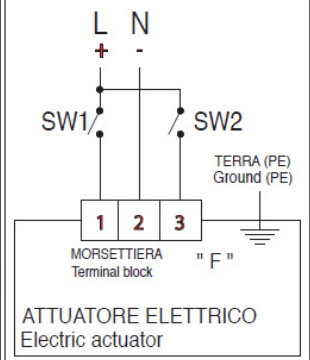 L N
+ -
SW1 SW2
TERRA (PE)
Ground (PE)
1 2 3
MORSETTIERA
Terminal block
" F "
ATTUATORE ELETTRICO
Electric actuator